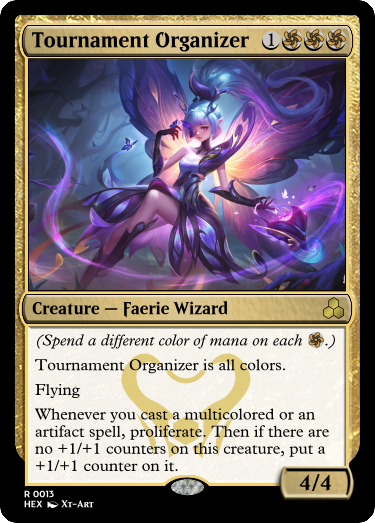 Tournament Organizer 1
Creature — Faerie Wizard
(Spend a different color of mana on each .)
Tournament Organizer is all colors.
Flying
Whenever you cast a multicolored or an
artifact spell, proliferate. Then if there are
no +1/+1 counters on this creature, put a
+1/+1 counter on it.
4/4
R 0013
HEX Xt-Art